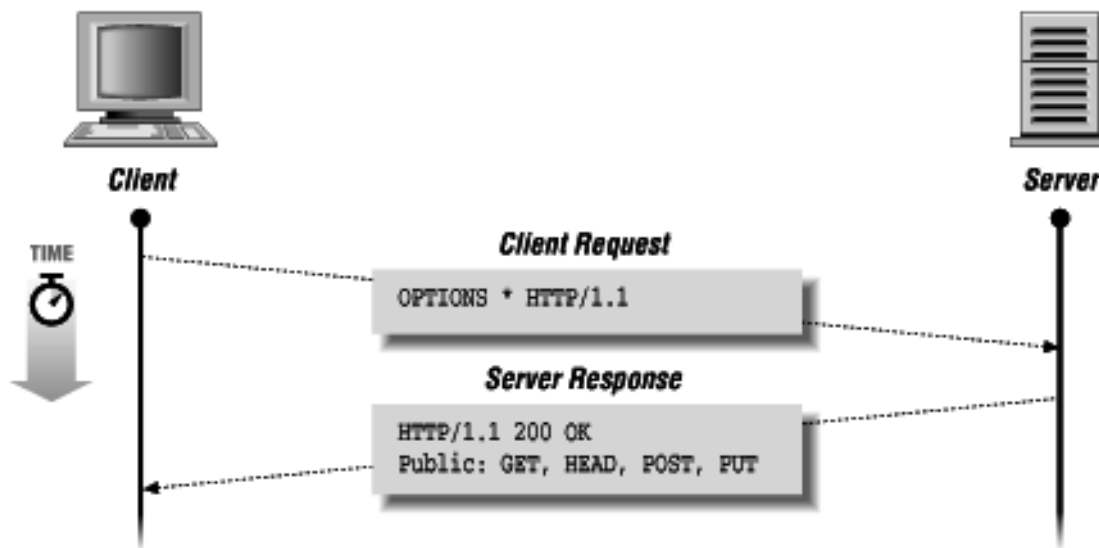 Client
Server
TIME
Client Request
OPTIONS * HTTP/1.1
Server Response
HTTP/1.1 200 OK
Public: GET, HEAD, POST, PUT